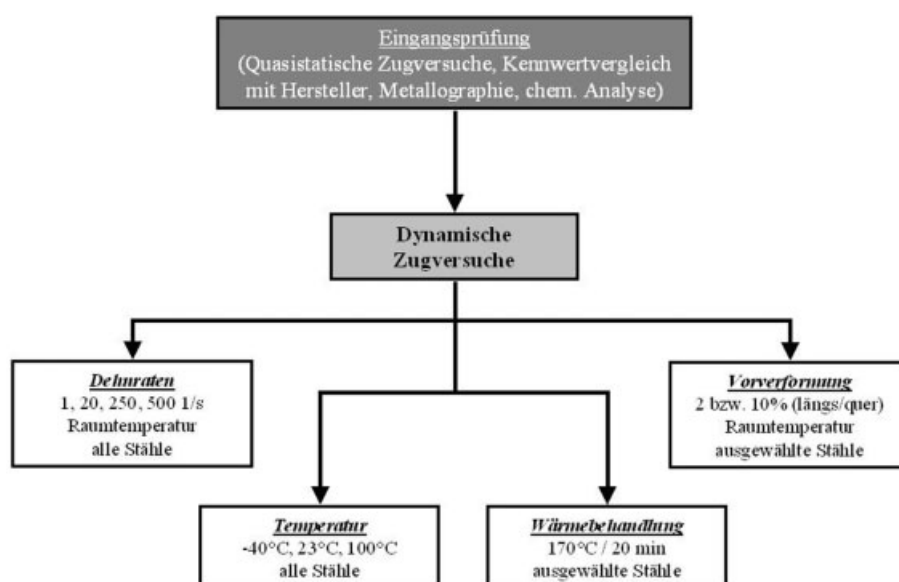 Eingangsprüfung
(Quasistatische Zugversuche, Kennwertvergleich
mit Hersteller, Metallographie, chem. Analyse)
Dynamische
Zugversuche
Dehnraten
1, 20, 250, 500 1/s
Raumtemperatur
alle Stähle
Vorverformung
2 bzw. 10% (längs/quer)
Raumtemperatur
ausgewählte Stähle
Temperatur
-40°C, 23°C, 100°C
alle Stähle
Wärmebehandlung
170°C / 20 min
ausgewählte Stähle